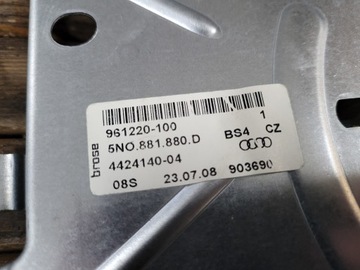 brose
961220-100 1
5N0.881.880.D BS4 CZ
4424140-04
08S 23.07.08 903690